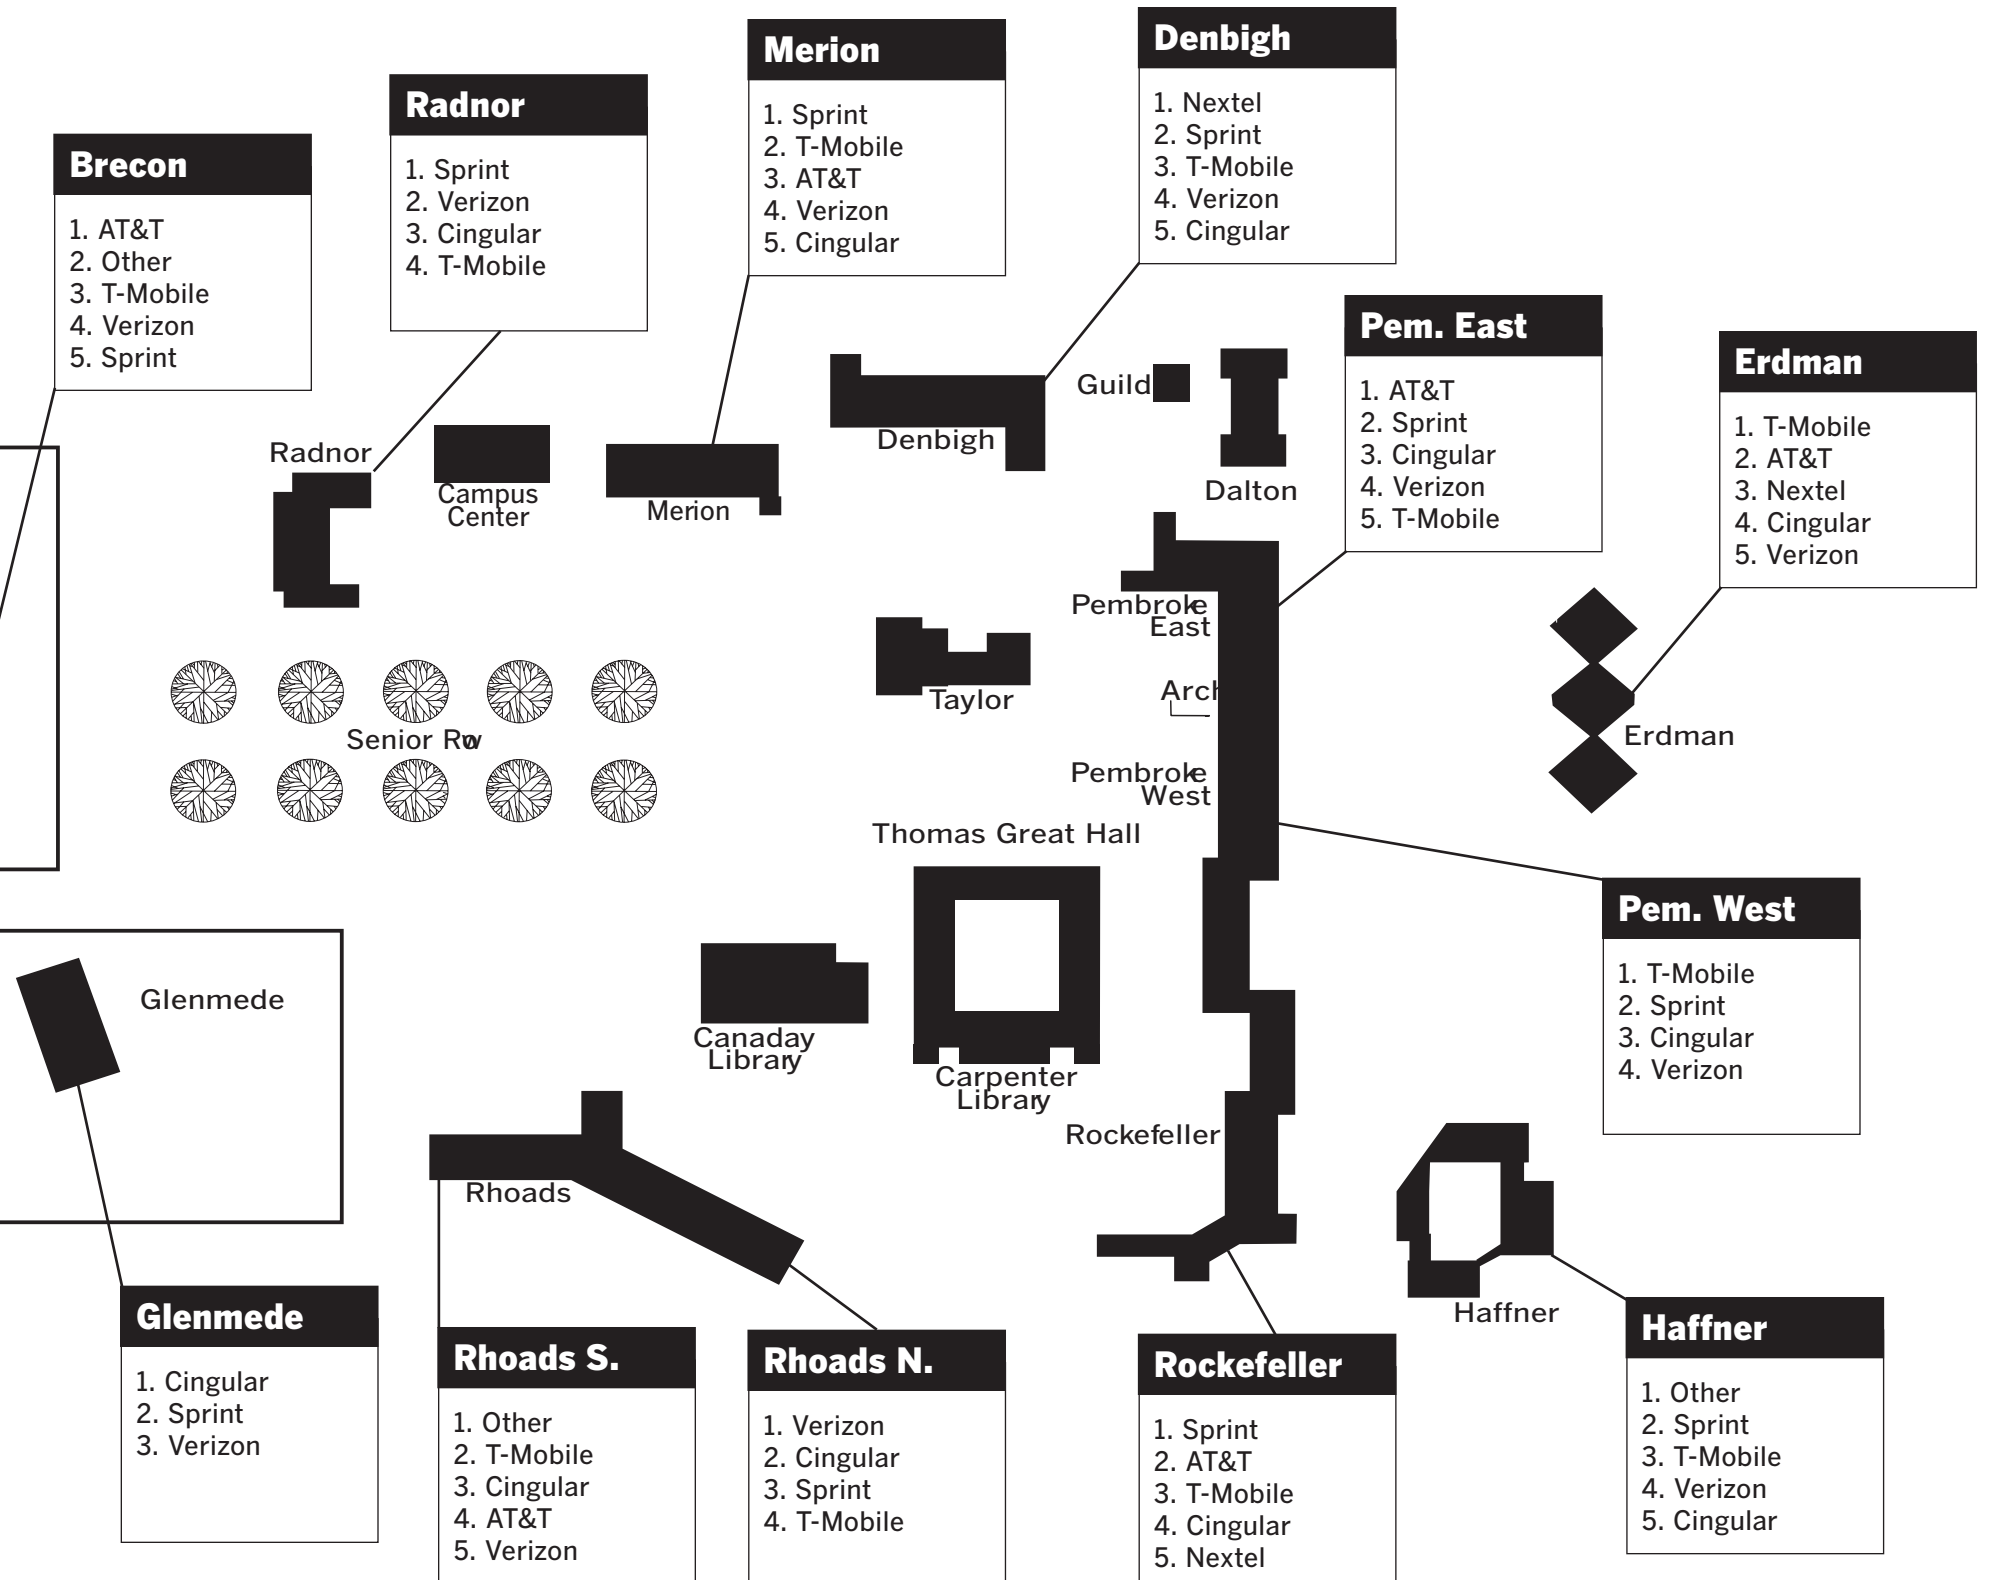 Denbigh
1. Nextel
2. Sprint
3. T-Mobile
4. Verizon
5. Cingular
Merion
1. Sprint
2. T-Mobile
3. AT&T
4. Verizon
5. Cingular
Radnor
1. Sprint
2. Verizon
3. Cingular
4. T-Mobile
Brecon
1. AT&T
2. Other
3. T-Mobile
4. Verizon
5. Sprint
Pem. East
1. AT&T
2. Sprint
3. Cingular
4. Verizon
5. T-Mobile
Erdman
1. T-Mobile
2. AT&T
3. Nextel
4. Cingular
5. Verizon
Guild
Denbigh
Radnor
Campus
Center
Merion
Dalton
Pembroke
East
Taylor
Arch
Senior Row
Erdman
Pembroke
West
Thomas Great Hall
Pem. West
1. T-Mobile
2. Sprint
3. Cingular
4. Verizon
Glenmede
Canaday
Library
Carpenter
Library
Rockefeller
Rhoads
Haffner
Glenmede
1. Cingular
2. Sprint
3. Verizon
Rhoads S.
1. Other
2. T-Mobile
3. Cingular
4. AT&T
5. Verizon
Rhoads N.
1. Verizon
2. Cingular
3. Sprint
4. T-Mobile
Rockefeller
1. Sprint
2. AT&T
3. T-Mobile
4. Cingular
5. Nextel
Haffner
1. Other
2. Sprint
3. T-Mobile
4. Verizon
5. Cingular